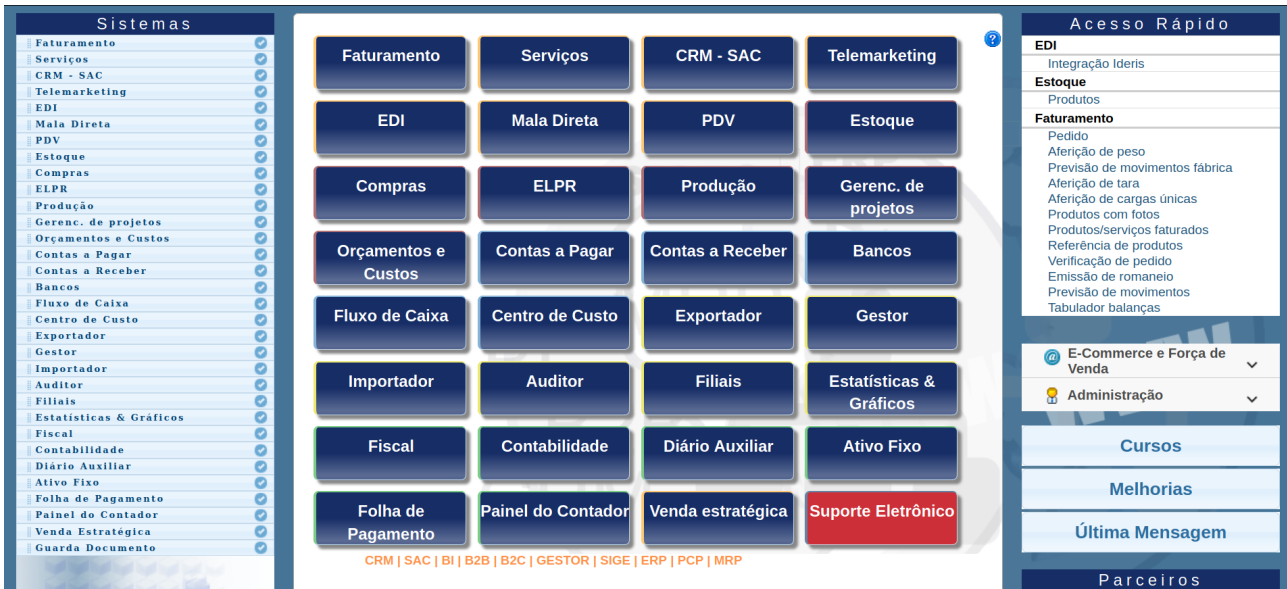 Sistemas
Faturamento
Serviços
CRM - SAC
Telemarketing
EDI
Mala Direta
PDV
Estoque
Compras
ELPR
Produção
Gerenc. de projetos
Orçamentos e Custos
Contas a Pagar
Contas a Receber
Bancos
Fluxo de Caixa
Centro de Custo
Exportador
Gestor
Importador
Auditor
Filiais
Estatísticas & Gráficos
Fiscal
Contabilidade
Diário Auxiliar
Ativo Fixo
Folha de Pagamento
Painel do Contador
Venda Estratégica
Guarda Documento
Faturamento
Serviços
CRM - SAC
Telemarketing
EDI
Mala Direta
PDV
Estoque
Compras
ELPR
Produção
Gerenc. de
projetos
Orçamentos e
Custos
Contas a Pagar
Contas a Receber
Bancos
Fluxo de Caixa
Centro de Custo
Exportador
Gestor
Importador
Auditor
Filiais
Estatísticas &
Gráficos
Fiscal
Contabilidade
Diário Auxiliar
Ativo Fixo
Folha de
Pagamento
Painel do Contador
Venda estratégica
Suporte Eletrônico
CRM | SAC | BI | B2B | B2C | GESTOR | SIGE | ERP | PCP | MRP
?
Acesso Rápido
EDI
Integração Ideris
Estoque
Produtos
Faturamento
Pedido
Aferição de peso
Previsão de movimentos fábrica
Aferição de tara
Aferição de cargas únicas
Produtos com fotos
Produtos/serviços faturados
Referência de produtos
Verificação de pedido
Emissão de romaneio
Previsão de movimentos
Tabulador balanças
@ E-Commerce e Força de
Venda
Administração
Cursos
Melhorias
Última Mensagem
Parceiros